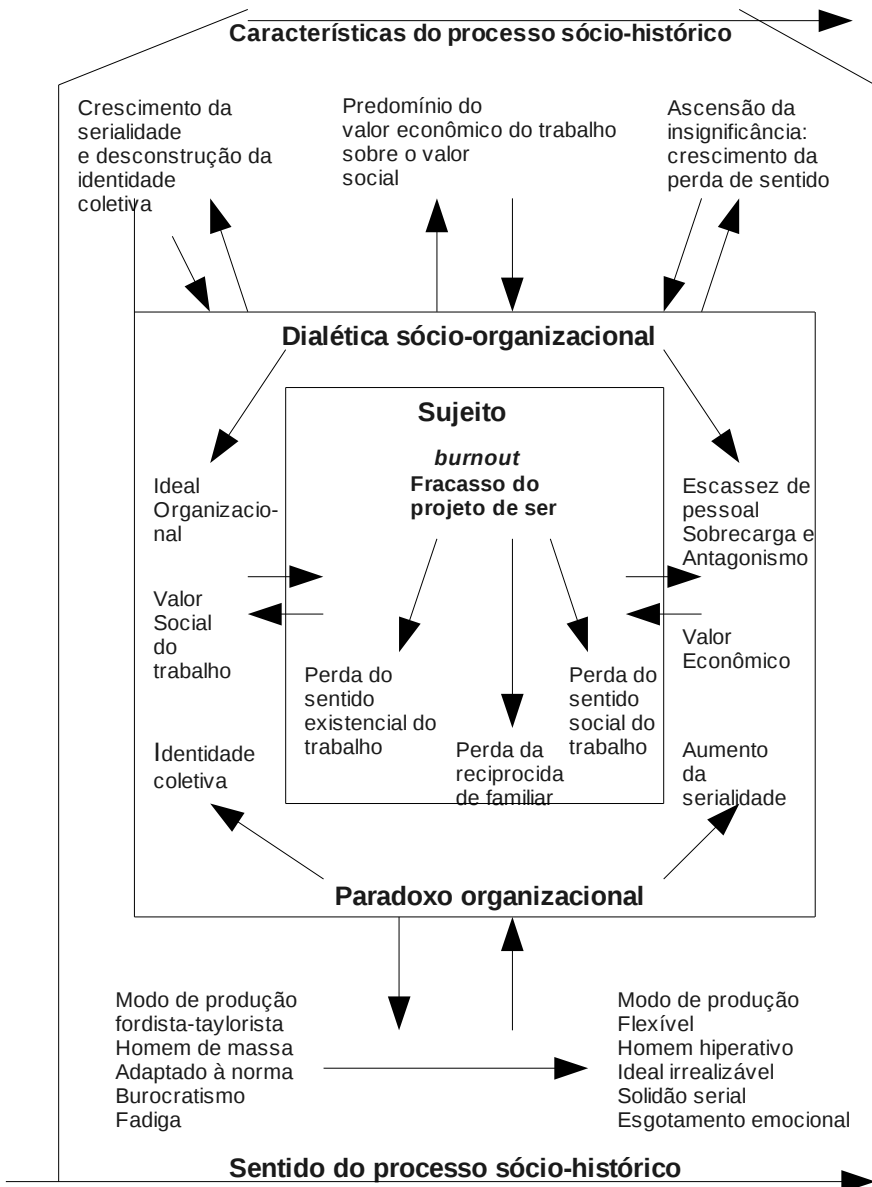 Características do processo sócio-histórico
Crescimento da
serialidade
e desconstrução da
identidade
coletiva
Predomínio do
valor econômico do trabalho
sobre o valor
social
Ascensão da
insignificância:
crescimento da
perda de sentido
Dialética sócio-organizacional
Sujeito
burnout
Fracasso do
projeto de ser
Ideal
Organizacio-
nal
Valor
Social
do
trabalho
Identidade
coletiva
Perda do
sentido
existencial do
trabalho
Perda da
reciprocida
de familiar
Perda do
sentido
social do
trabalho
Escassez de
pessoal
Sobrecarga e
Antagonismo
Valor
Econômico
Aumento
da
serialidade
Paradoxo organizacional
Modo de produção
fordista-taylorista
Homem de massa
Adaptado à norma
Burocratismo
Fadiga
Modo de produção
Flexível
Homem hiperativo
Ideal irrealizável
Solidão serial
Esgotamento emocional
Sentido do processo sócio-histórico